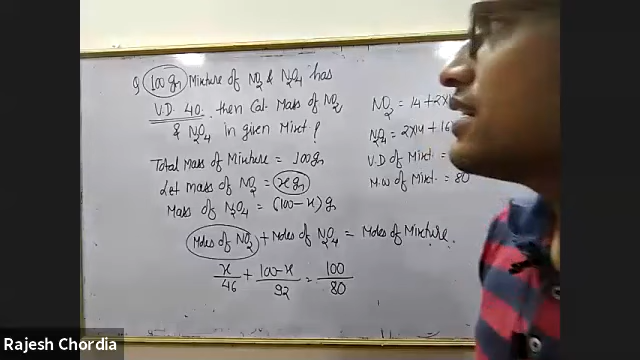 Q 100 gm Mixture of NO2 & N2O4 has
V.D 40. then Cal. Mass of NO2
& N2O4 in given Mixt ?
Total Mass of Mixture = 100gm
Let mass of NO2 = x gm
Mass of N2O4 = (100 - x) g
Moles of NO2 + Moles of N2O4 = Moles of Mixture.
x/46 + 100-x/92 = 100/80
NO2 = 14 + 2×1
N2O4 = 2×14 + 16
V.D of Mixt. =
M.W of Mixt. = 80
Rajesh Chordia